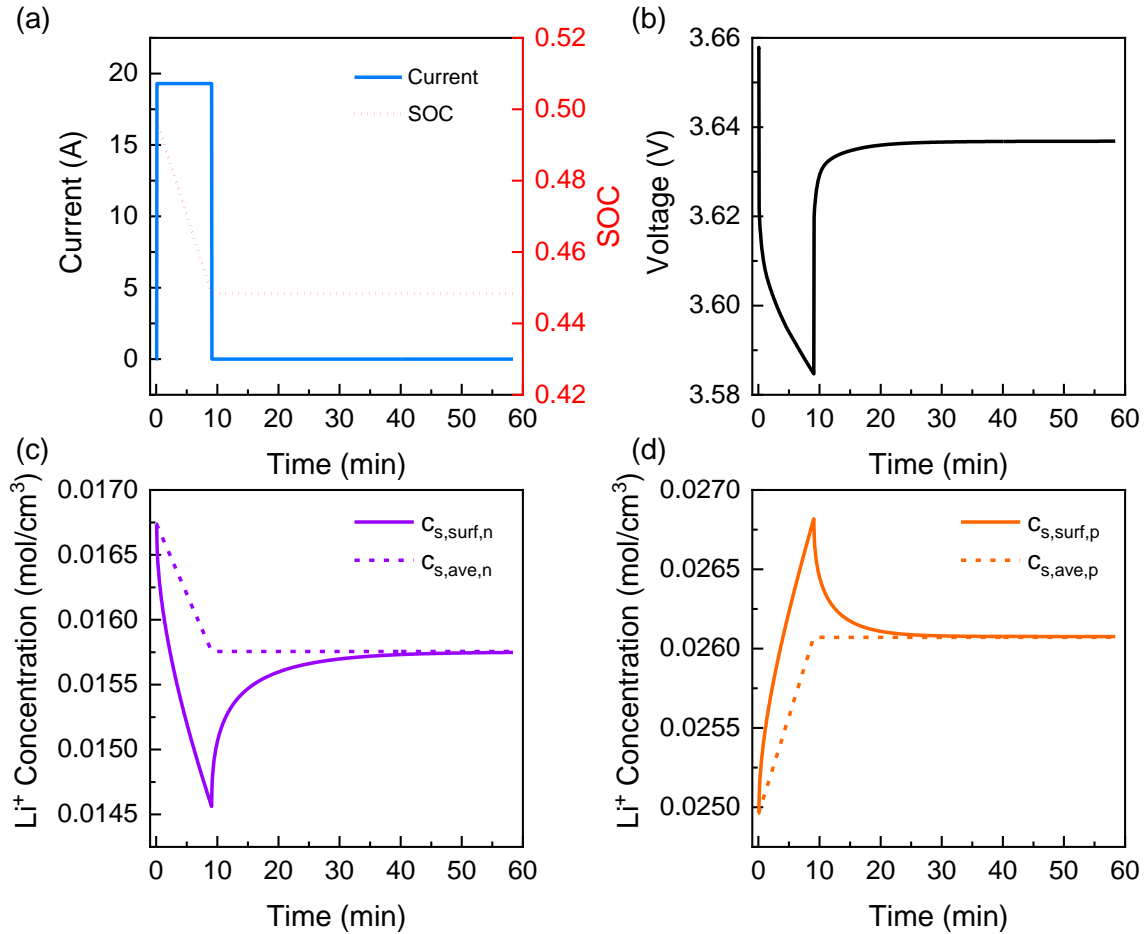 (a)
Current (A)
20
15
10
5
0
0.52
0.50
0.48
0.46
0.44
0.42
SOC
Current
SOC
0 10 20 30 40 50 60
Time (min)
(b)
Voltage (V)
3.66
3.64
3.62
3.60
3.58
0 10 20 30 40 50 60
Time (min)
(c)
Li⁺ Concentration (mol/cm³)
0.0170
0.0165
0.0160
0.0155
0.0150
0.0145
c_s,surf,n
c_s,ave,n
0 10 20 30 40 50 60
Time (min)
(d)
Li⁺ Concentration (mol/cm³)
0.0270
0.0265
0.0260
0.0255
0.0250
c_s,surf,p
c_s,ave,p
0 10 20 30 40 50 60
Time (min)